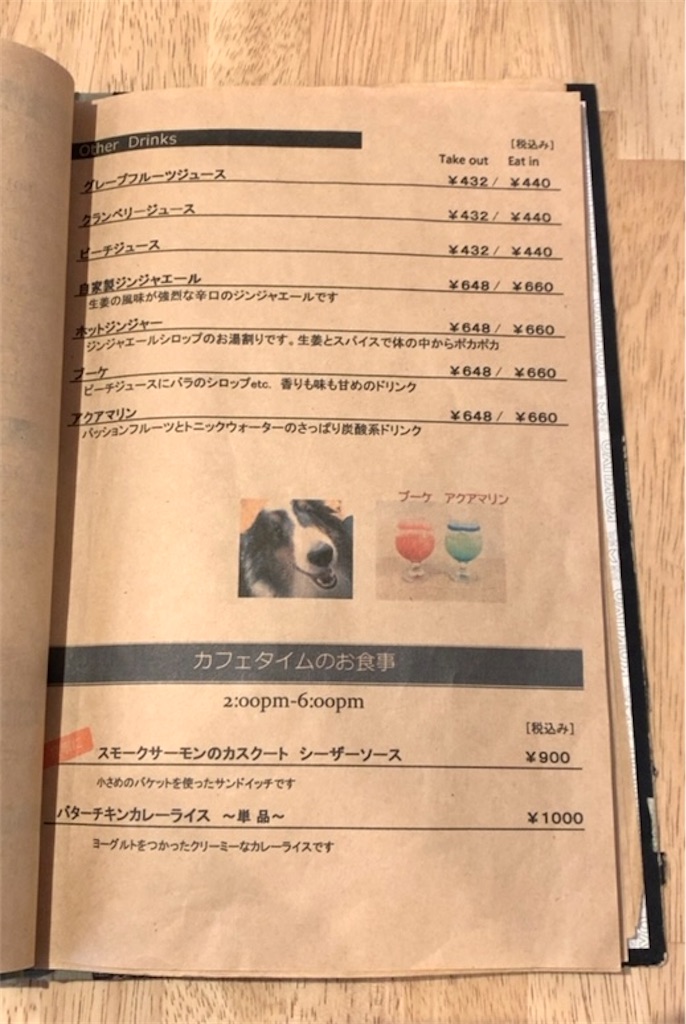 Other Drinks
[税込み]
Take out Eat in
グレープフルーツジュース ￥432 / ￥440
クランベリージュース ￥432 / ￥440
ピーチジュース ￥432 / ￥440
自家製ジンジャエール ￥648 / ￥660
生姜の風味が強烈な辛口のジンジャエールです
ホットジンジャー ￥648 / ￥660
ジンジャエールシロップのお湯割りです。生姜とスパイスで体の中からポカポカ
ブーケ ￥648 / ￥660
ピーチジュースにバラのシロップetc. 香りも味も甘めのドリンク
アクアマリン ￥648 / ￥660
パッションフルーツとトニックウォーターのさっぱり炭酸系ドリンク
ブーケ アクアマリン
カフェタイムのお食事
2:00pm-6:00pm
[税込み]
スモークサーモンのカスクート シーザーソース ￥900
小さめのバケットを使ったサンドイッチです
バターチキンカレーライス ～単品～ ￥1000
ヨーグルトをつかったクリーミーなカレーライスです